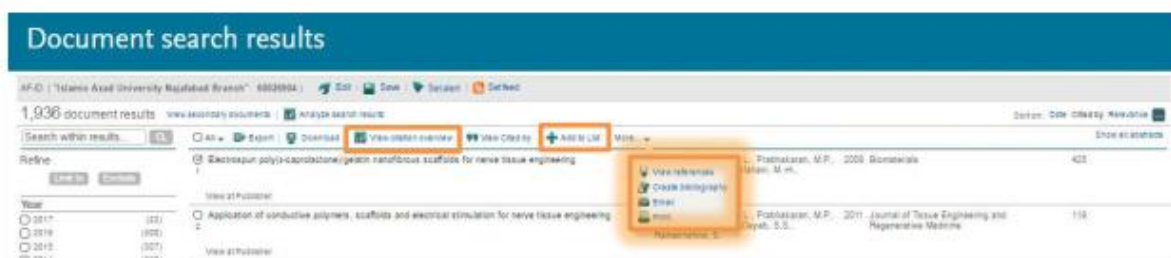 Document search results
AF-ID ( "Islamic Azad University Najafabad Branch" ) Edit Save Set alert Set feed
1,936 document results View secondary documents Analyze search results Sort on: Date Cited by Relevance
Search within results... All Export Download View citation overview View Cited by Add to List More... Show all abstracts
Refine
Limit to Exclude
Electrospun poly(ε-caprolactone)/gelatin nanofibrous scaffolds for nerve tissue engineering Prabhakaran, M.P., 2008 Biomaterials
1
View references
Create bibliography
Email
Print
View at Publisher
Year
2017
2016
2015
Application of conductive polymers, scaffolds and electrical stimulation for nerve tissue engineering Prabhakaran, M.P., 2011 Journal of Tissue Engineering and
2 Regenerative Medicine
View at Publisher